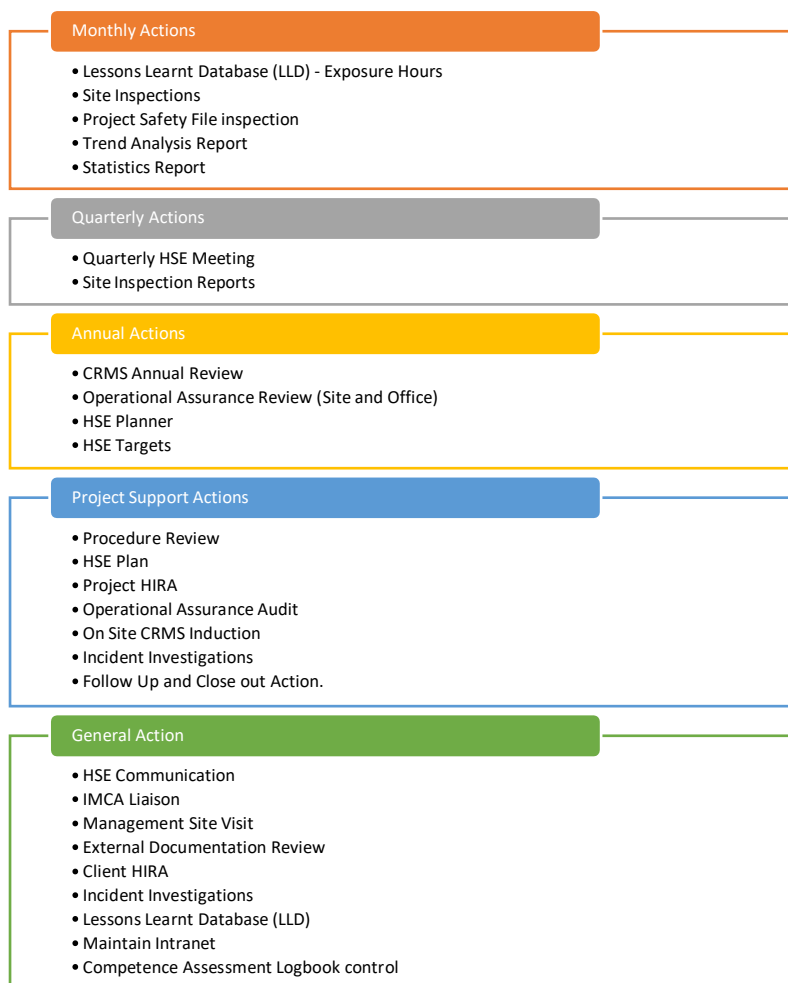 Monthly Actions
• Lessons Learnt Database (LLD) - Exposure Hours
• Site Inspections
• Project Safety File inspection
• Trend Analysis Report
• Statistics Report
Quarterly Actions
• Quarterly HSE Meeting
• Site Inspection Reports
Annual Actions
• CRMS Annual Review
• Operational Assurance Review (Site and Office)
• HSE Planner
• HSE Targets
Project Support Actions
• Procedure Review
• HSE Plan
• Project HIRA
• Operational Assurance Audit
• On Site CRMS Induction
• Incident Investigations
• Follow Up and Close out Action.
General Action
• HSE Communication
• IMCA Liaison
• Management Site Visit
• External Documentation Review
• Client HIRA
• Incident Investigations
• Lessons Learnt Database (LLD)
• Maintain Intranet
• Competence Assessment Logbook control